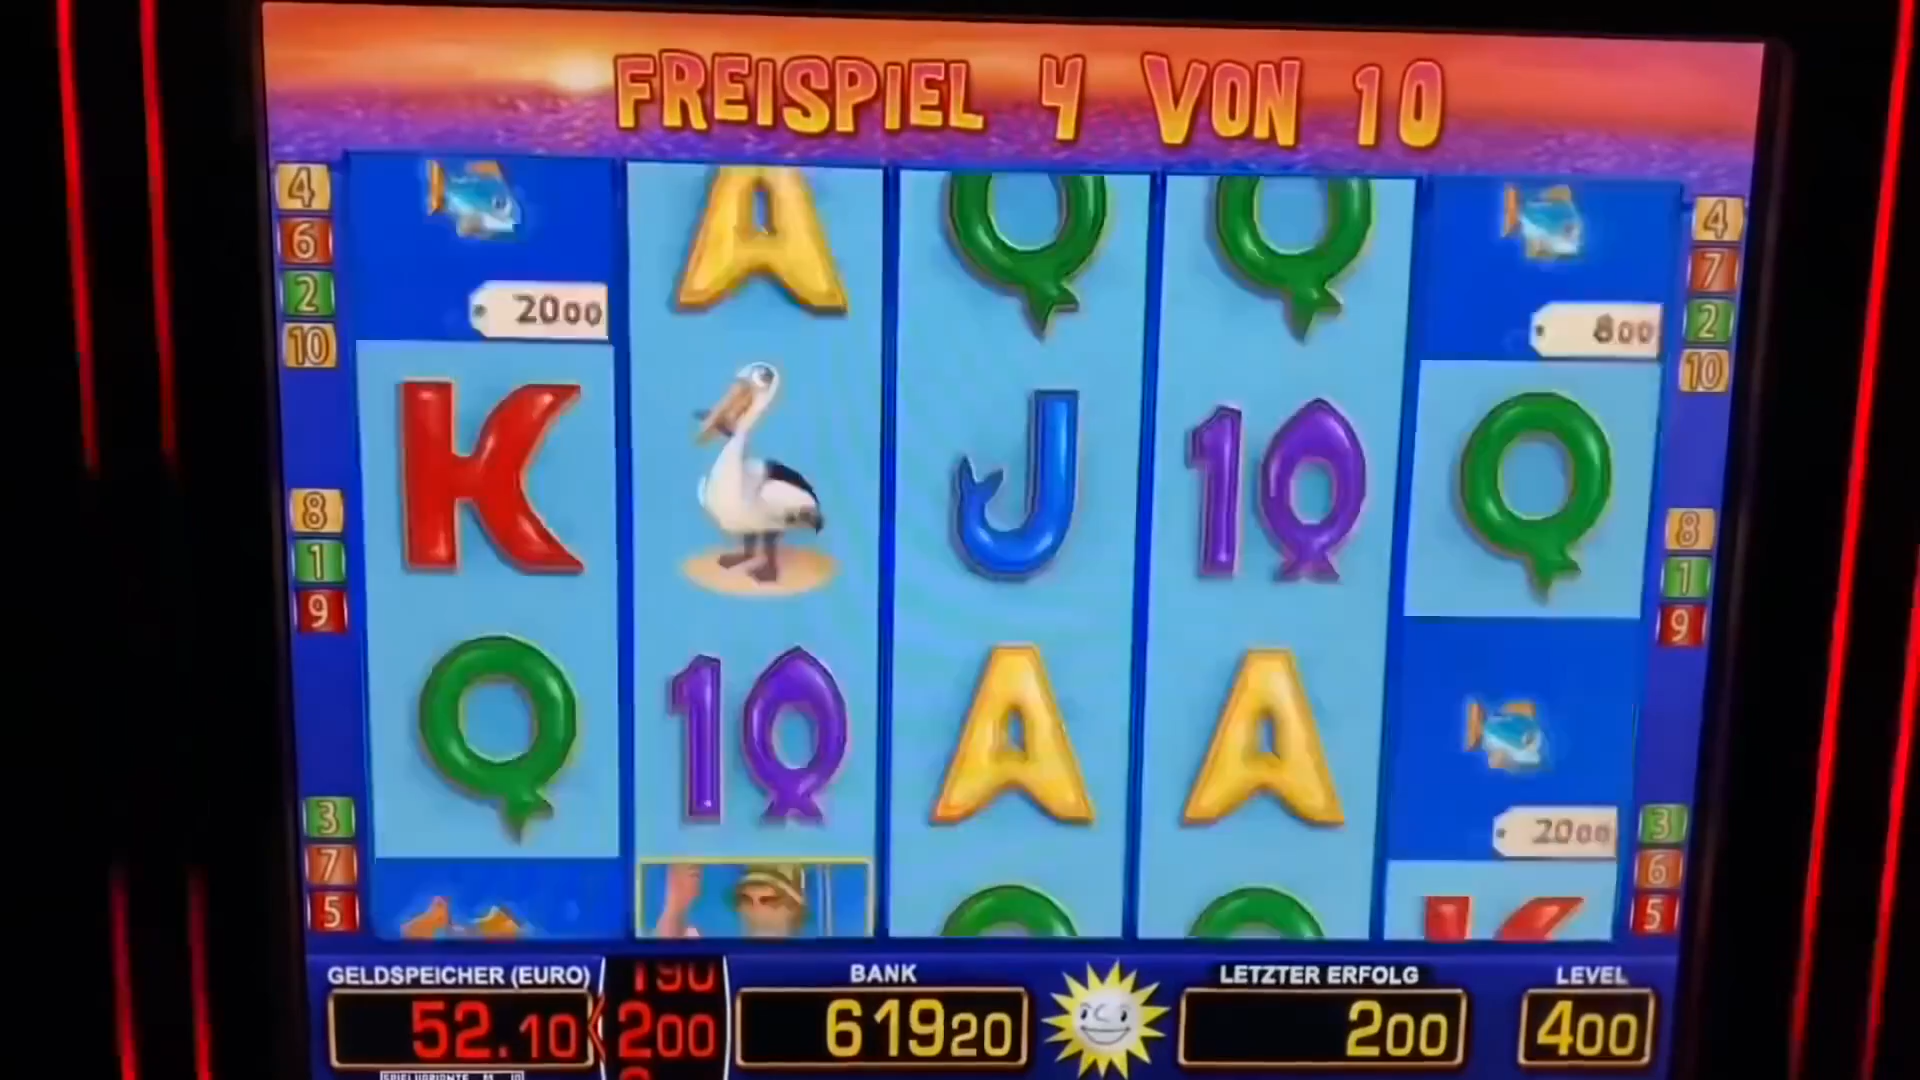 FREISPIEL 4 VON 10
4 A Q Q 4
6 7
2 2000 800 2
10 10
K J 10 Q
8 8
1 1
9 9
Q 10 A A
3 2000 3
7 6
5 K 5
GELDSPEICHER (EURO) 190 BANK LETZTER ERFOLG LEVEL
52.10 200 61920 200 400